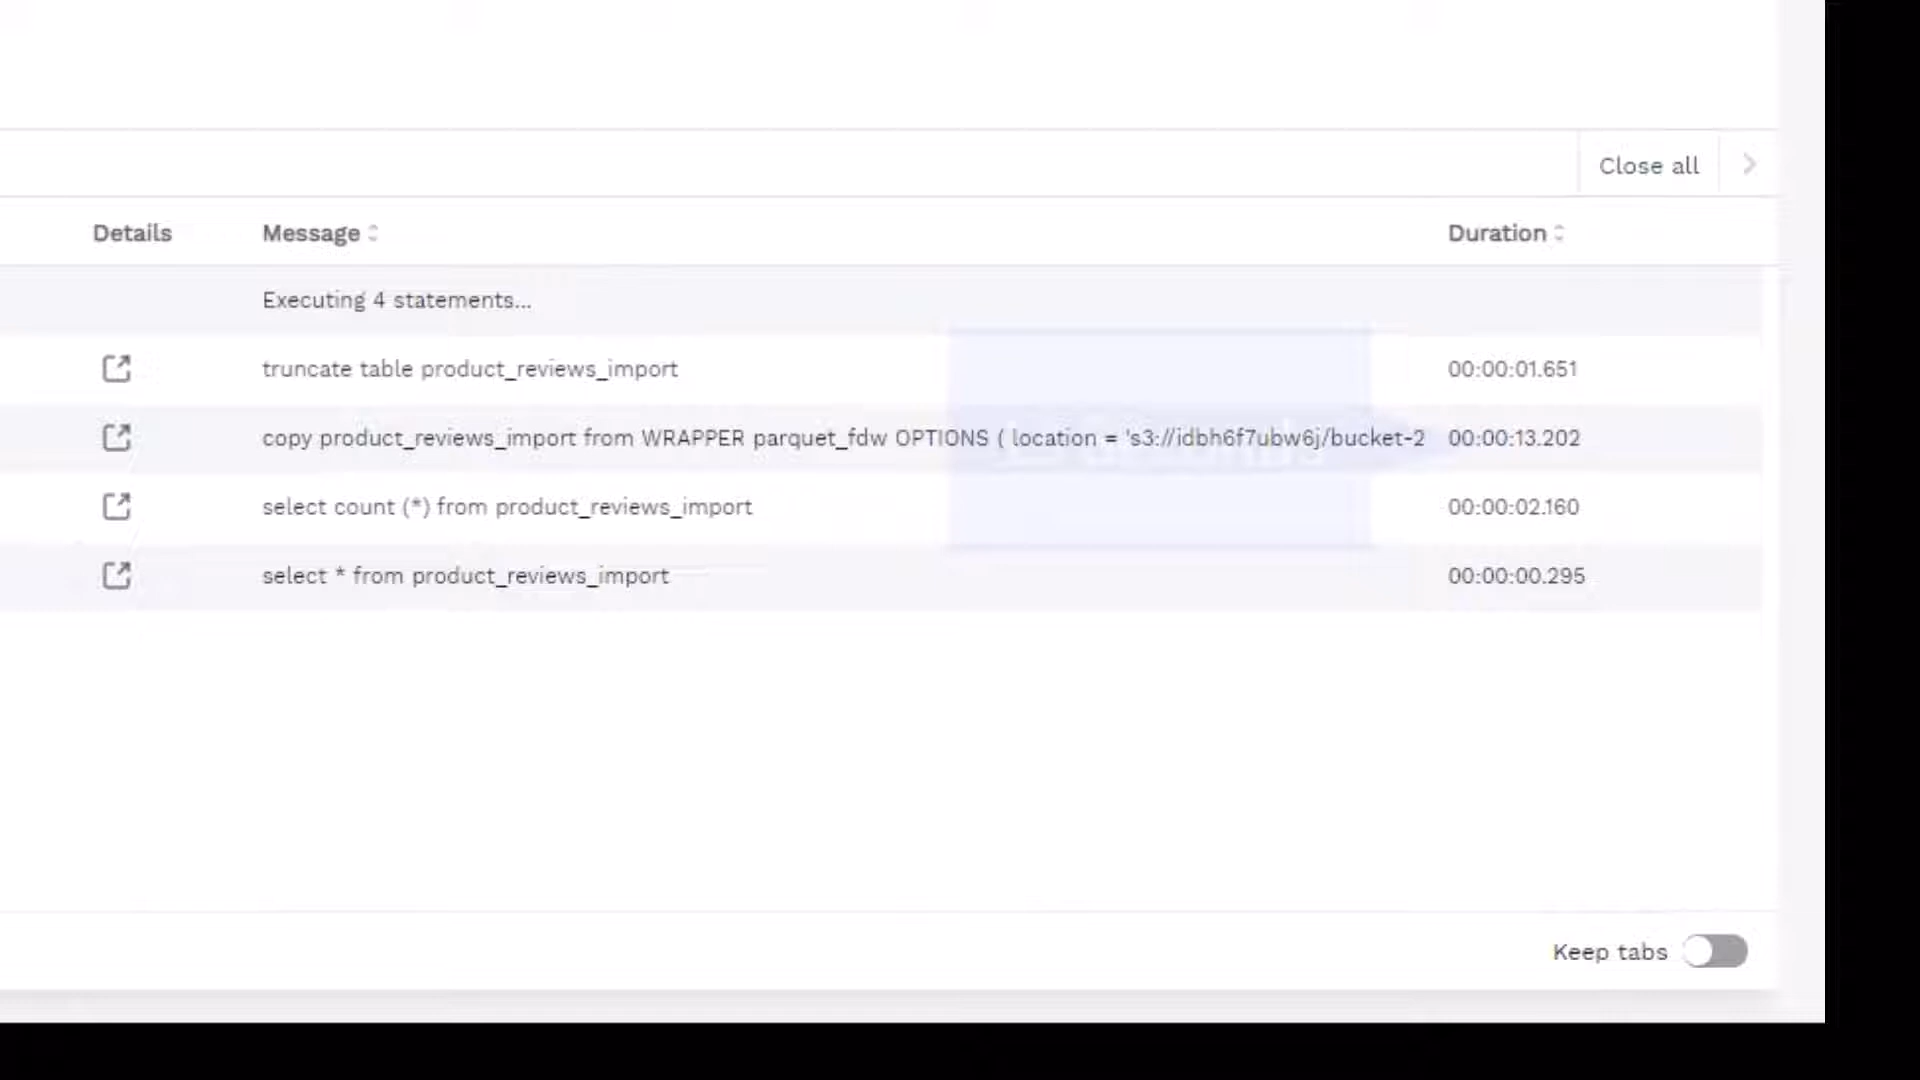 Close all
Details Message Duration
Executing 4 statements...
truncate table product_reviews_import 00:00:01.651
copy product_reviews_import from WRAPPER parquet_fdw OPTIONS ( location = 's3://idbh6f7ubw6j/bucket-2 00:00:13.202
select count (*) from product_reviews_import 00:00:02.160
select * from product_reviews_import 00:00:00.295
Keep tabs